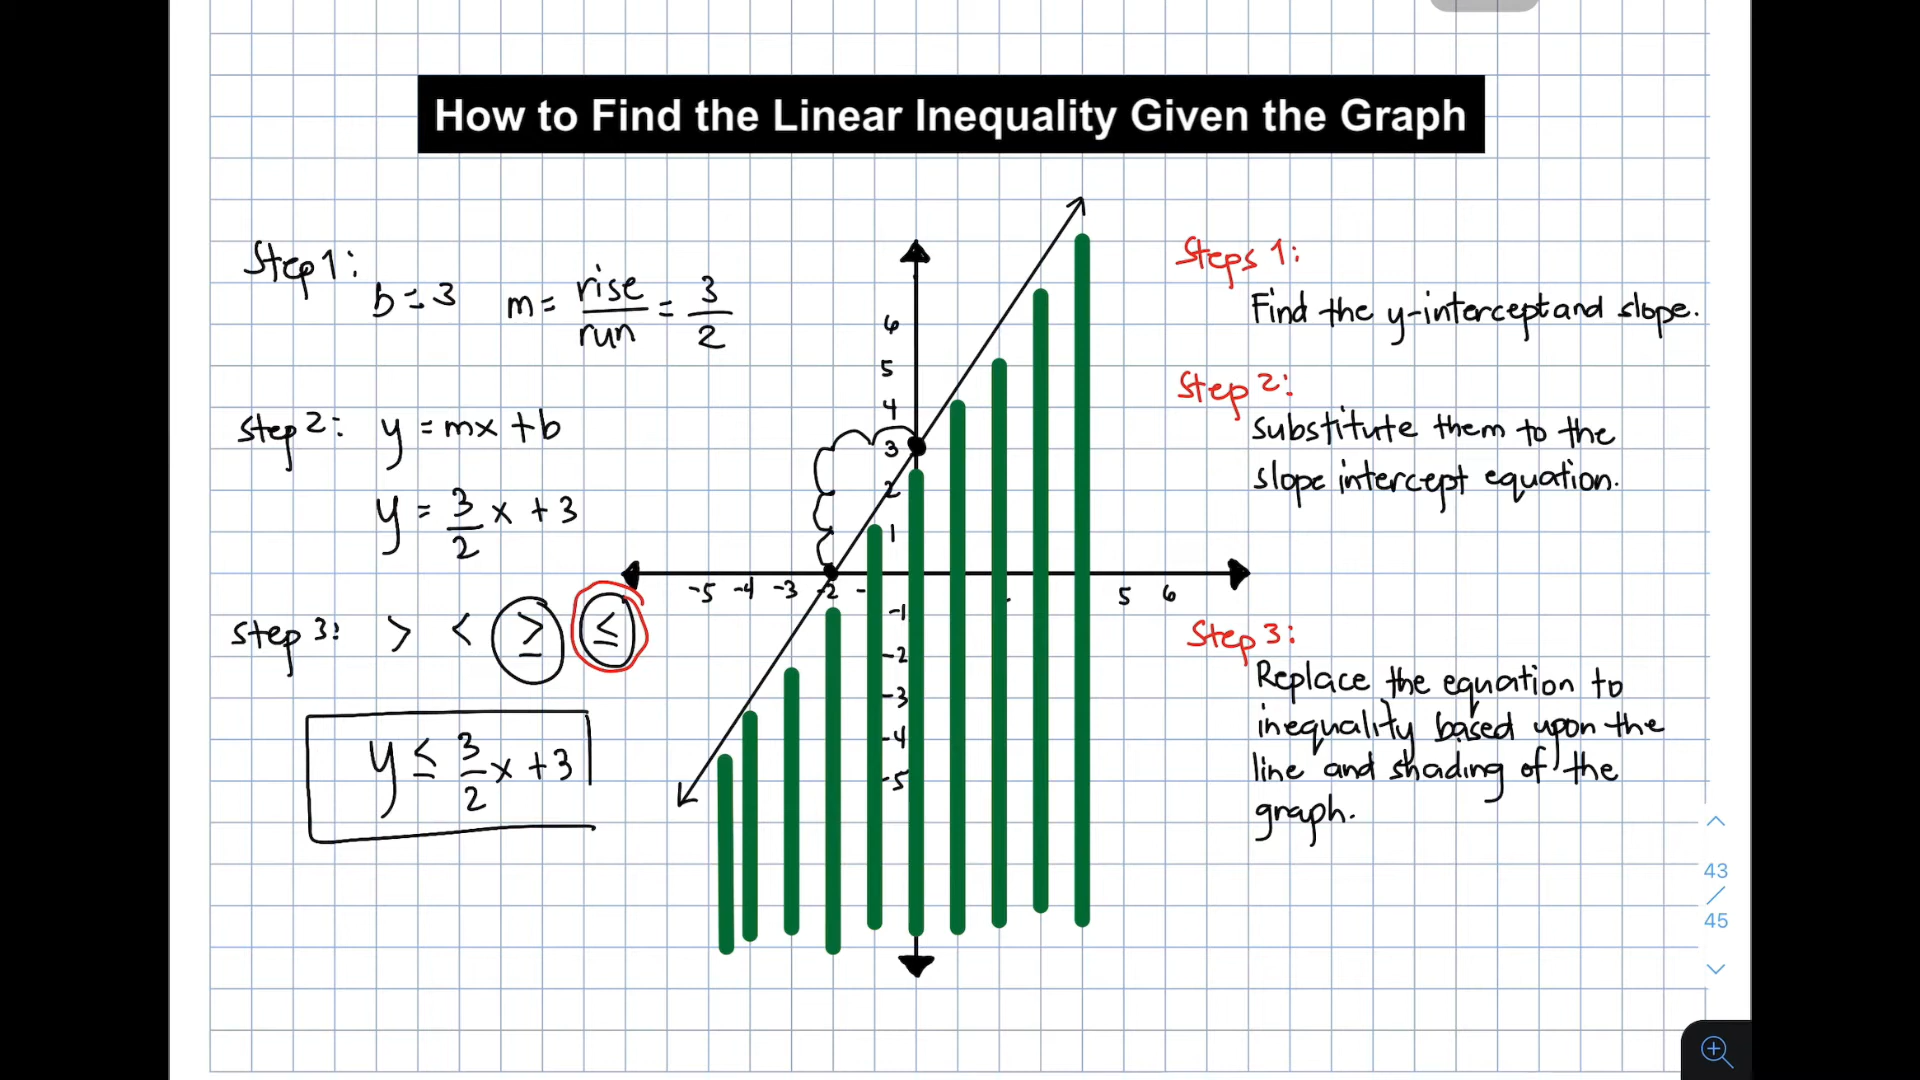 How to Find the Linear Inequality Given the Graph
Step 1:
b = 3 m = rise/run = 3/2
Step 2: y = mx + b
y = 3/2 x + 3
Step 3: > < ≥ ≤
y ≤ 3/2 x + 3
6
5
4
3
2
1
-5 -4 -3 -2 - 5 6
-1
-2
-3
-4
-5
Steps 1:
Find the y-intercept and slope.
Step 2:
Substitute them to the
slope intercept equation.
Step 3:
Replace the equation to
inequality based upon the
line and shading of the
graph.
43
/
45